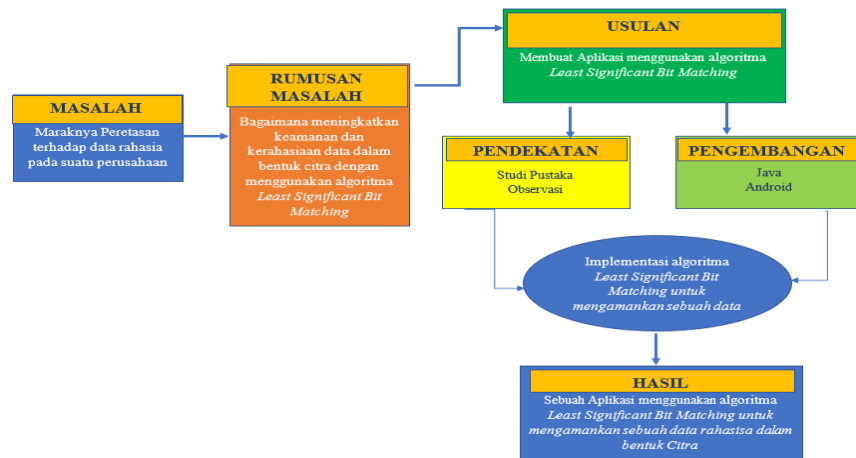 MASALAH
Maraknya Peretasan
terhadap data rahasia
pada suatu perusahaan
RUMUSAN
MASALAH
Bagaimana meningkatkan
keamanan dan
kerahasiaan data dalam
bentuk citra dengan
menggunakan algoritma
Least Significant Bit
Matching
USULAN
Membuat Aplikasi menggunakan algoritma
Least Significant Bit Matching
PENDEKATAN
Studi Pustaka
Observasi
PENGEMBANGAN
Java
Android
Implementasi algoritma
Least Significant Bit
Matching untuk
mengamankan sebuah data
HASIL
Sebuah Aplikasi menggunakan algoritma
Least Significant Bit Matching untuk
mengamankan sebuah data rahasisa dalam
bentuk Citra